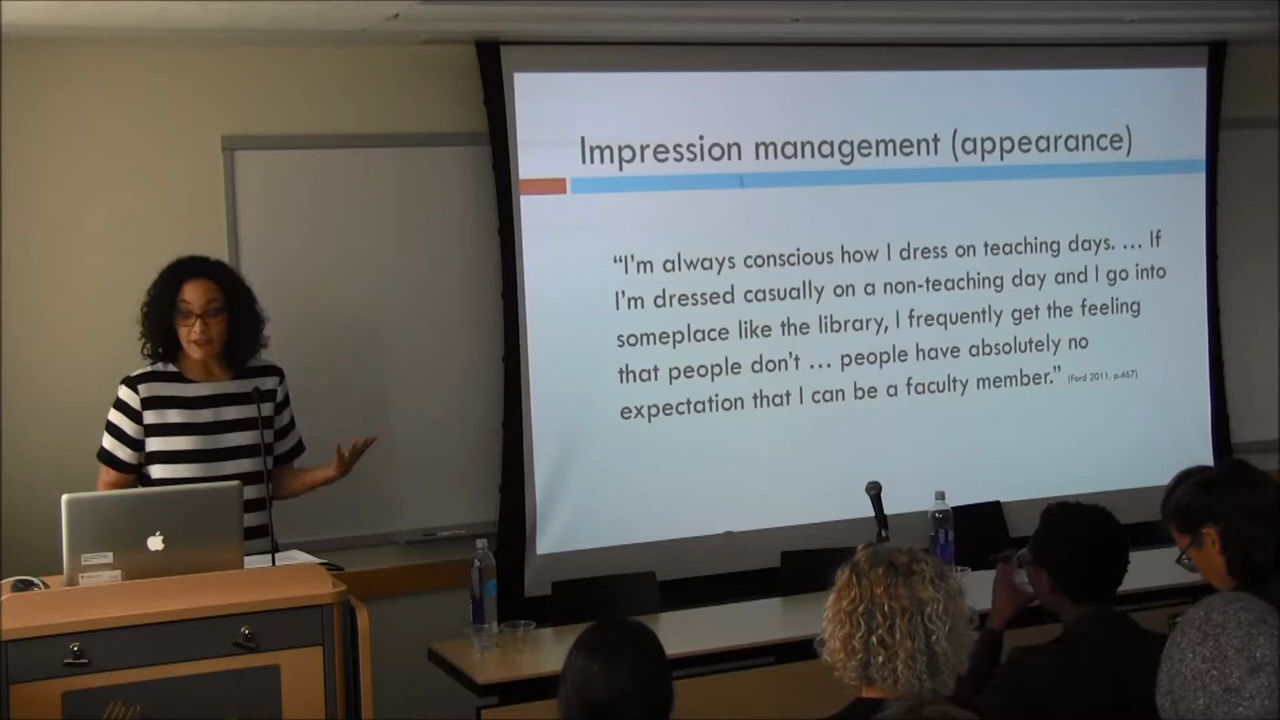 Impression management (appearance)
“I’m always conscious how I dress on teaching days. … If
I’m dressed casually on a non-teaching day and I go into
someplace like the library, I frequently get the feeling
that people don’t … people have absolutely no
expectation that I can be a faculty member.” (Ford 2011, p.467)
the